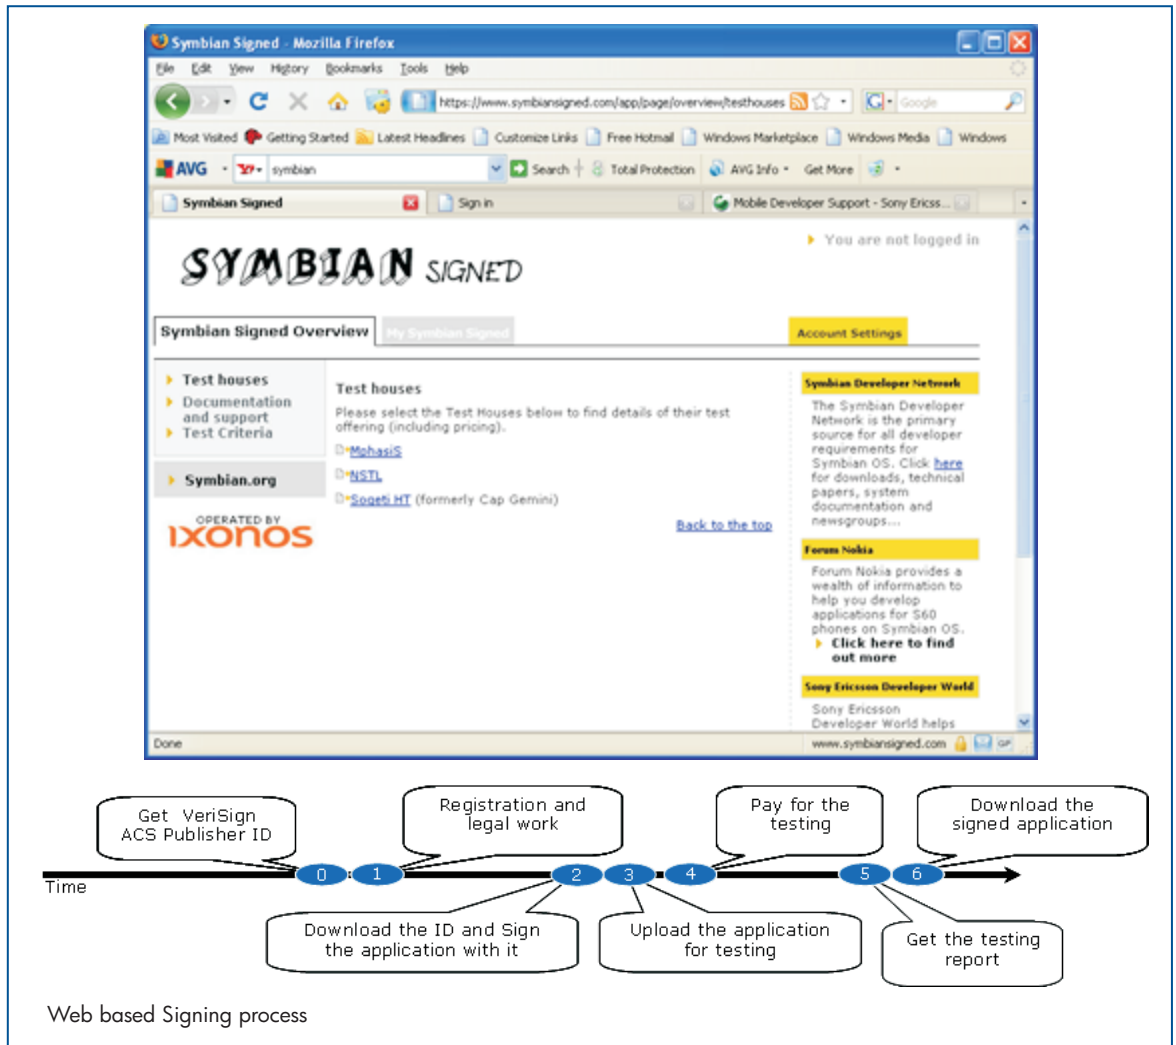 Symbian Signed - Mozilla Firefox
File Edit View History Bookmarks Tools Help
https://www.symbiansigned.com/app/page/overview/testhouses
G Google
Most Visited Getting Started Latest Headlines Customize Links Free Hotmail Windows Marketplace Windows Media Windows
AVG Y! symbian Search Total Protection AVG Info Get More
Symbian Signed Sign in Mobile Developer Support - Sony Ericss...
You are not logged in
SYMBIAN SIGNED
Symbian Signed Overview My Symbian Signed Account Settings
Test houses
Documentation
and support
Test Criteria
Symbian.org
OPERATED BY
IXONOS
Test houses
Please select the Test Houses below to find details of their test
offering (including pricing).
MphasiS
NSTL
Sogeti HT (formerly Cap Gemini)
Back to the top
Symbian Developer Network
The Symbian Developer
Network is the primary
source for all developer
requirements for
Symbian OS. Click here
for downloads, technical
papers, system
documentation and
newsgroups...
Forum Nokia
Forum Nokia provides a
wealth of information to
help you develop
applications for S60
phones on Symbian OS.
Click here to find
out more
Sony Ericsson Developer World
Sony Ericsson
Developer World helps
Done www.symbiansigned.com GP
Get VeriSign
ACS Publisher ID
Registration and
legal work
Pay for the
testing
Download the
signed application
Time
0 1 2 3 4 5 6
Download the ID and Sign
the application with it
Upload the application
for testing
Get the testing
report
Web based Signing process